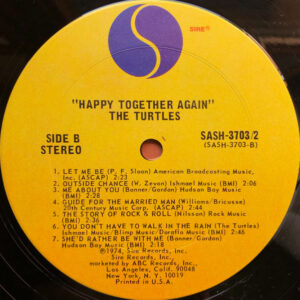 SIRE®
"HAPPY TOGETHER AGAIN"
THE TURTLES
SIDE B
STEREO
SASH-3703/2
(SASH-3703-B)
1. LET ME BE (P. F. Sloan) American Broadcasting Music,
Inc. (ASCAP) 2:23
2. OUTSIDE CHANCE (W. Zevon) Ishmael Music (BMI) 2:06
3. ME ABOUT YOU (Bonner/Gordon) Hudson Bay Music
(BMI) 2:28
4. GUIDE FOR THE MARRIED MAN (Williams/Bricusse)
20th Century Music Corp. (ASCAP) 2:44
5. THE STORY OF ROCK & ROLL (Nilsson) Rock Music
(BMI) 2:36
6. YOU DON'T HAVE TO WALK IN THE RAIN (The Turtles)
Ishmael Music/Blimp Music/Dorallo Music (BMI) 2:46
7. SHE'D RATHER BE WITH ME (Bonner/Gordon)
Hudson Bay Music (BMI) 2:18
℗1974, Sire Records, Inc.
Sire Records, Inc.,
marketed by ABC Records, Inc.
Los Angeles, Calif. 90048
New York, N.Y. 10019
Printed in U.S.A.